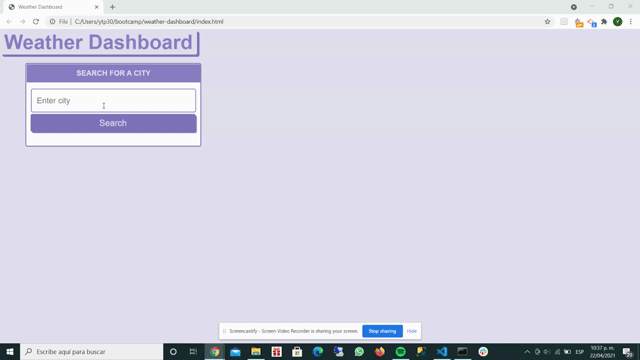 Weather Dashboard
File | C:/Users/ytp30/bootcamp/weather-dashboard/index.html
Weather Dashboard
SEARCH FOR A CITY
Enter city
Search
Screencastify - Screen Video Recorder is sharing your screen.
Stop sharing
Hide
Escribe aquí para buscar
ESP
10:37 p. m.
22/04/2021